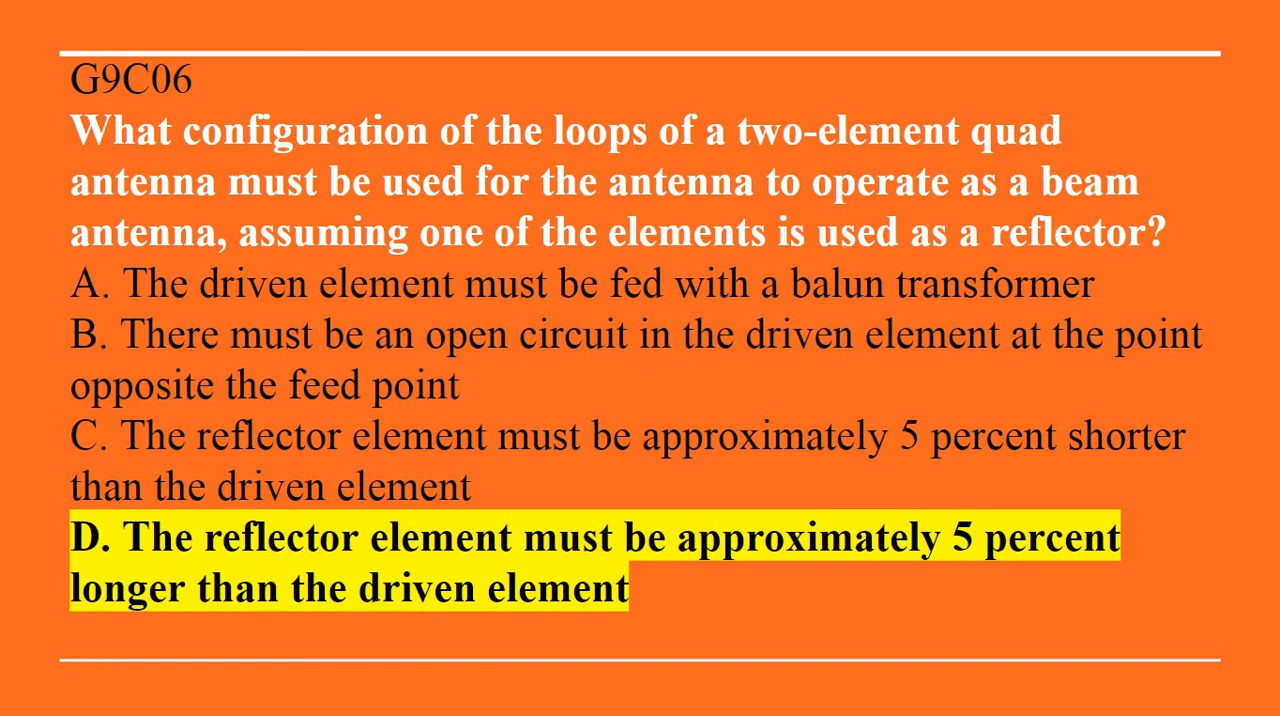 G9C06
What configuration of the loops of a two-element quad
antenna must be used for the antenna to operate as a beam
antenna, assuming one of the elements is used as a reflector?
A. The driven element must be fed with a balun transformer
B. There must be an open circuit in the driven element at the point
opposite the feed point
C. The reflector element must be approximately 5 percent shorter
than the driven element
D. The reflector element must be approximately 5 percent
longer than the driven element